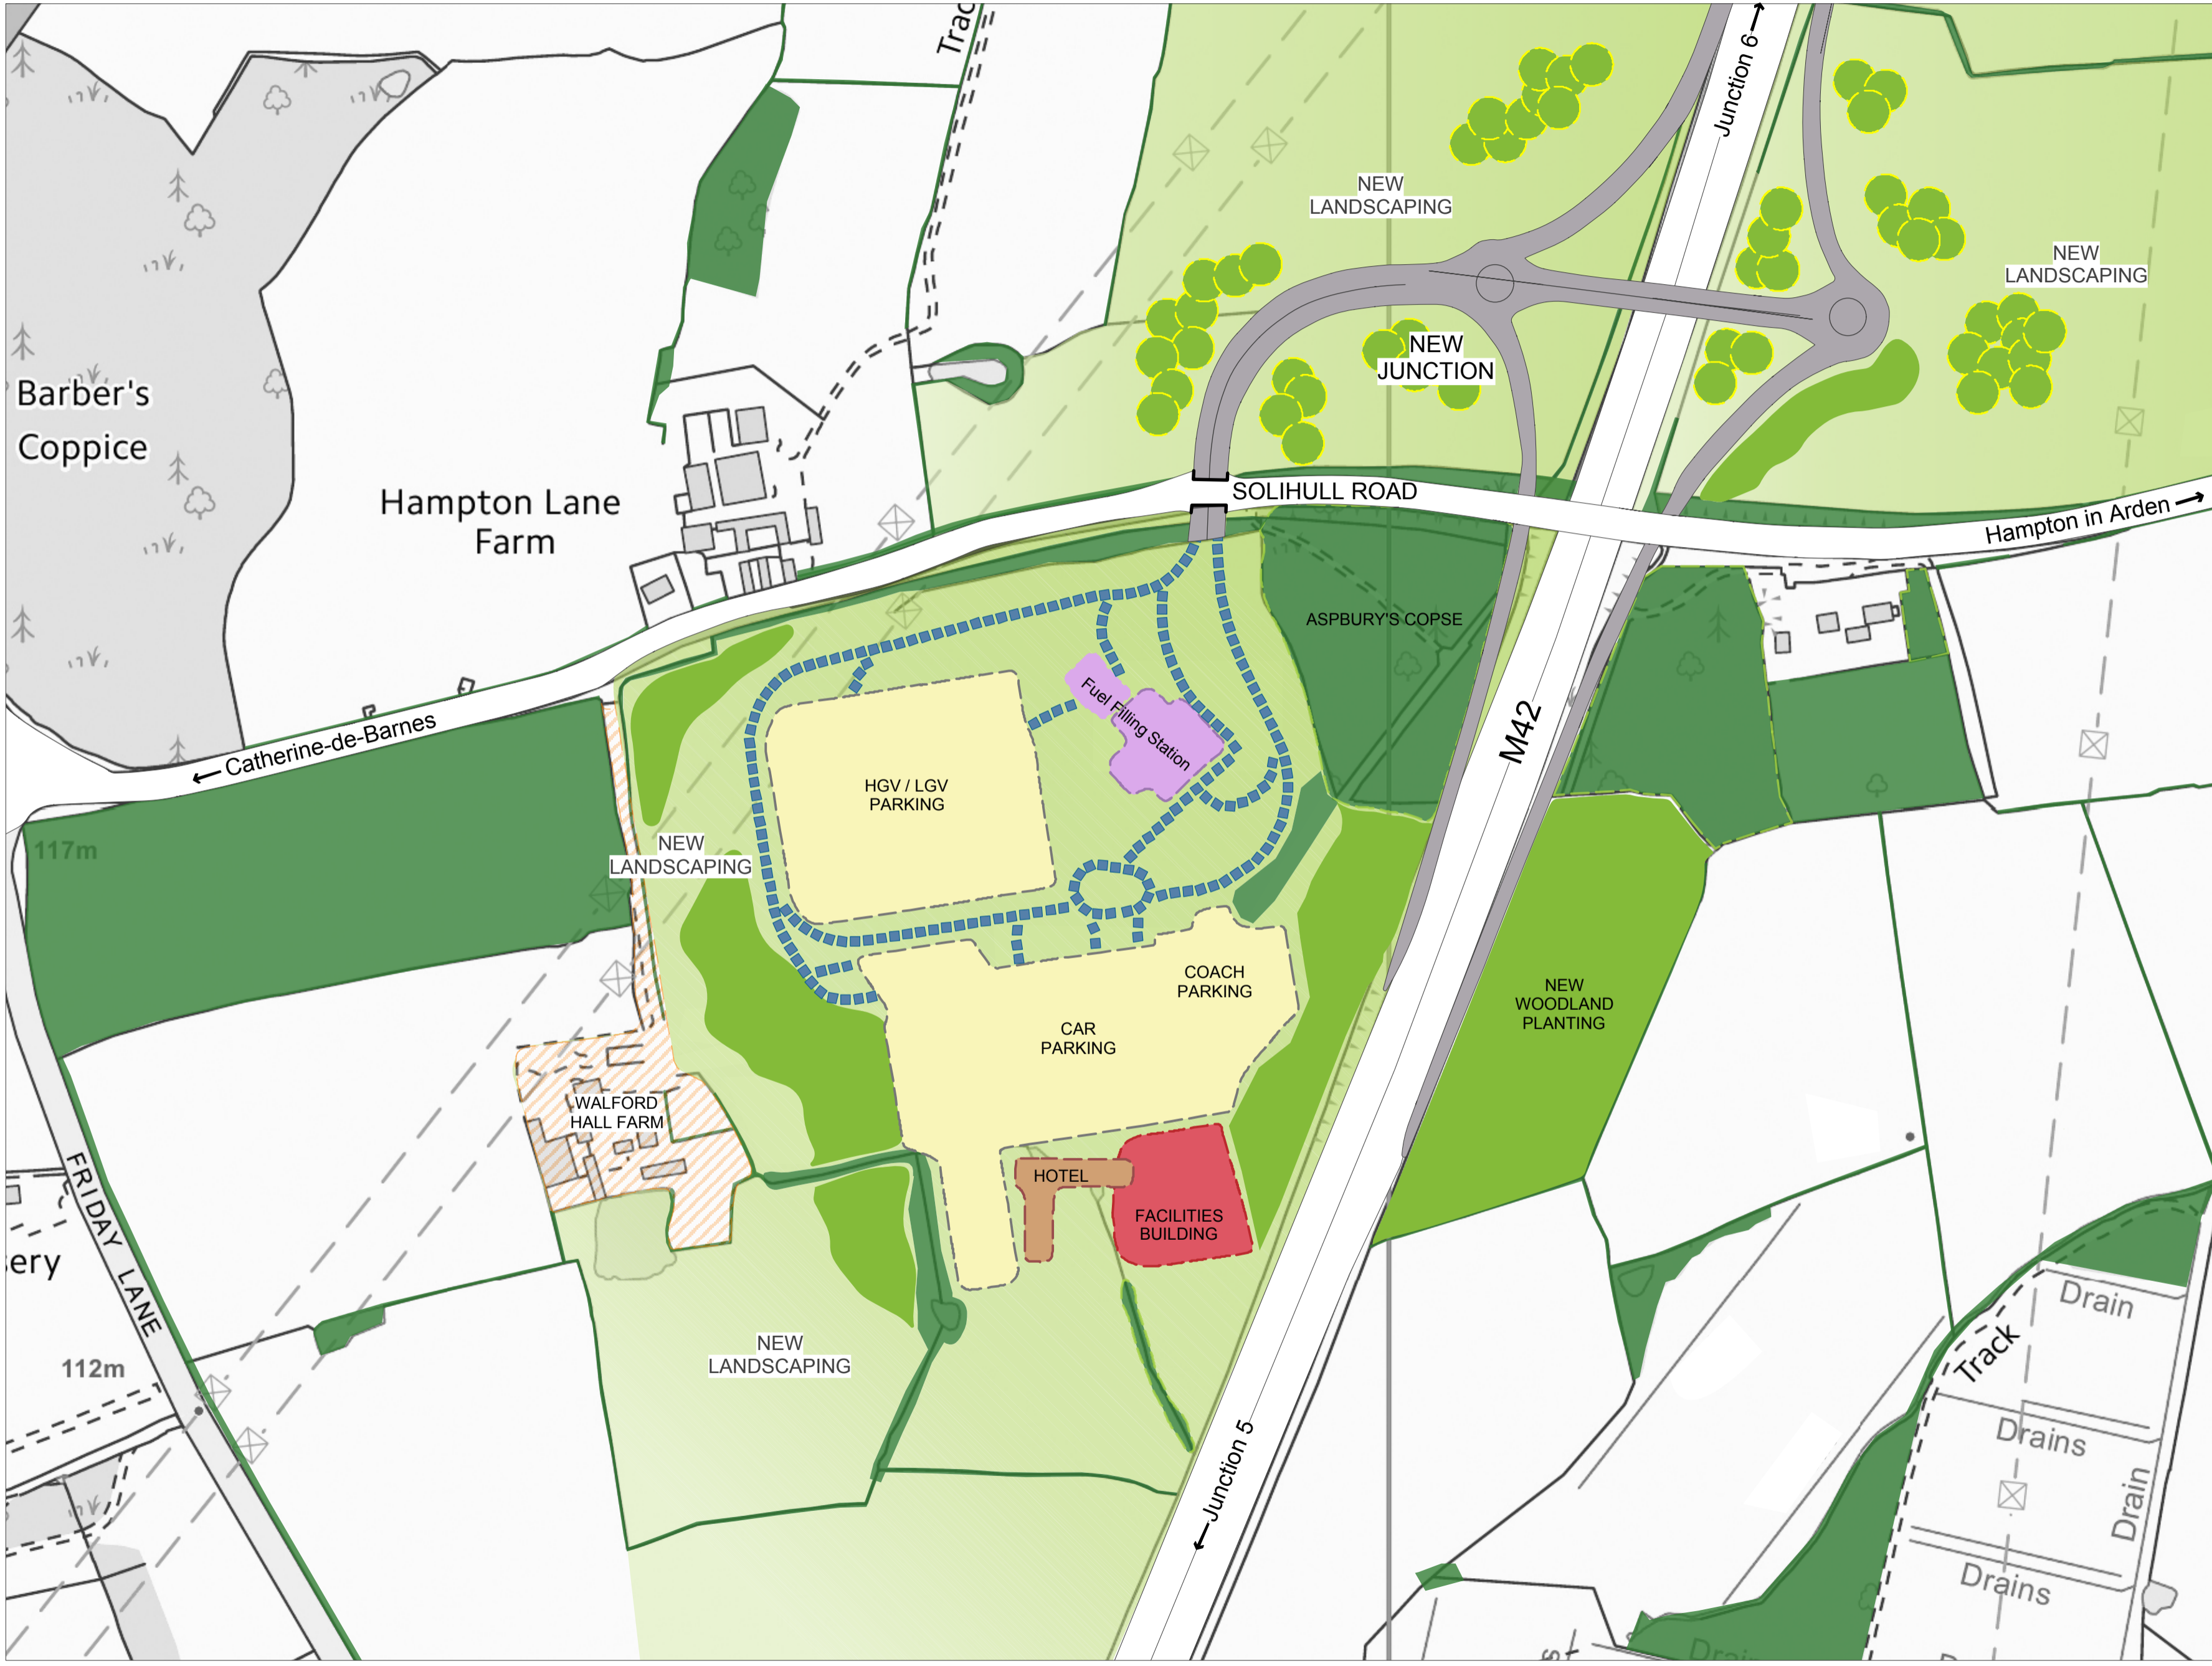 Trac
Junction 6
NEW
LANDSCAPING
NEW
LANDSCAPING
NEW
JUNCTION
Barber's
Coppice
Hampton Lane
Farm
SOLIHULL ROAD
Hampton in Arden
ASPBURY'S COPSE
Catherine-de-Barnes
Fuel Filling Station
M42
HGV / LGV
PARKING
117m
NEW
LANDSCAPING
COACH
PARKING
CAR
PARKING
NEW
WOODLAND
PLANTING
WALFORD
HALL FARM
HOTEL
FACILITIES
BUILDING
FRIDAY LANE
ery
Drain
NEW
LANDSCAPING
112m
Track
Drains
Junction 5
Drain
Drains
Drain